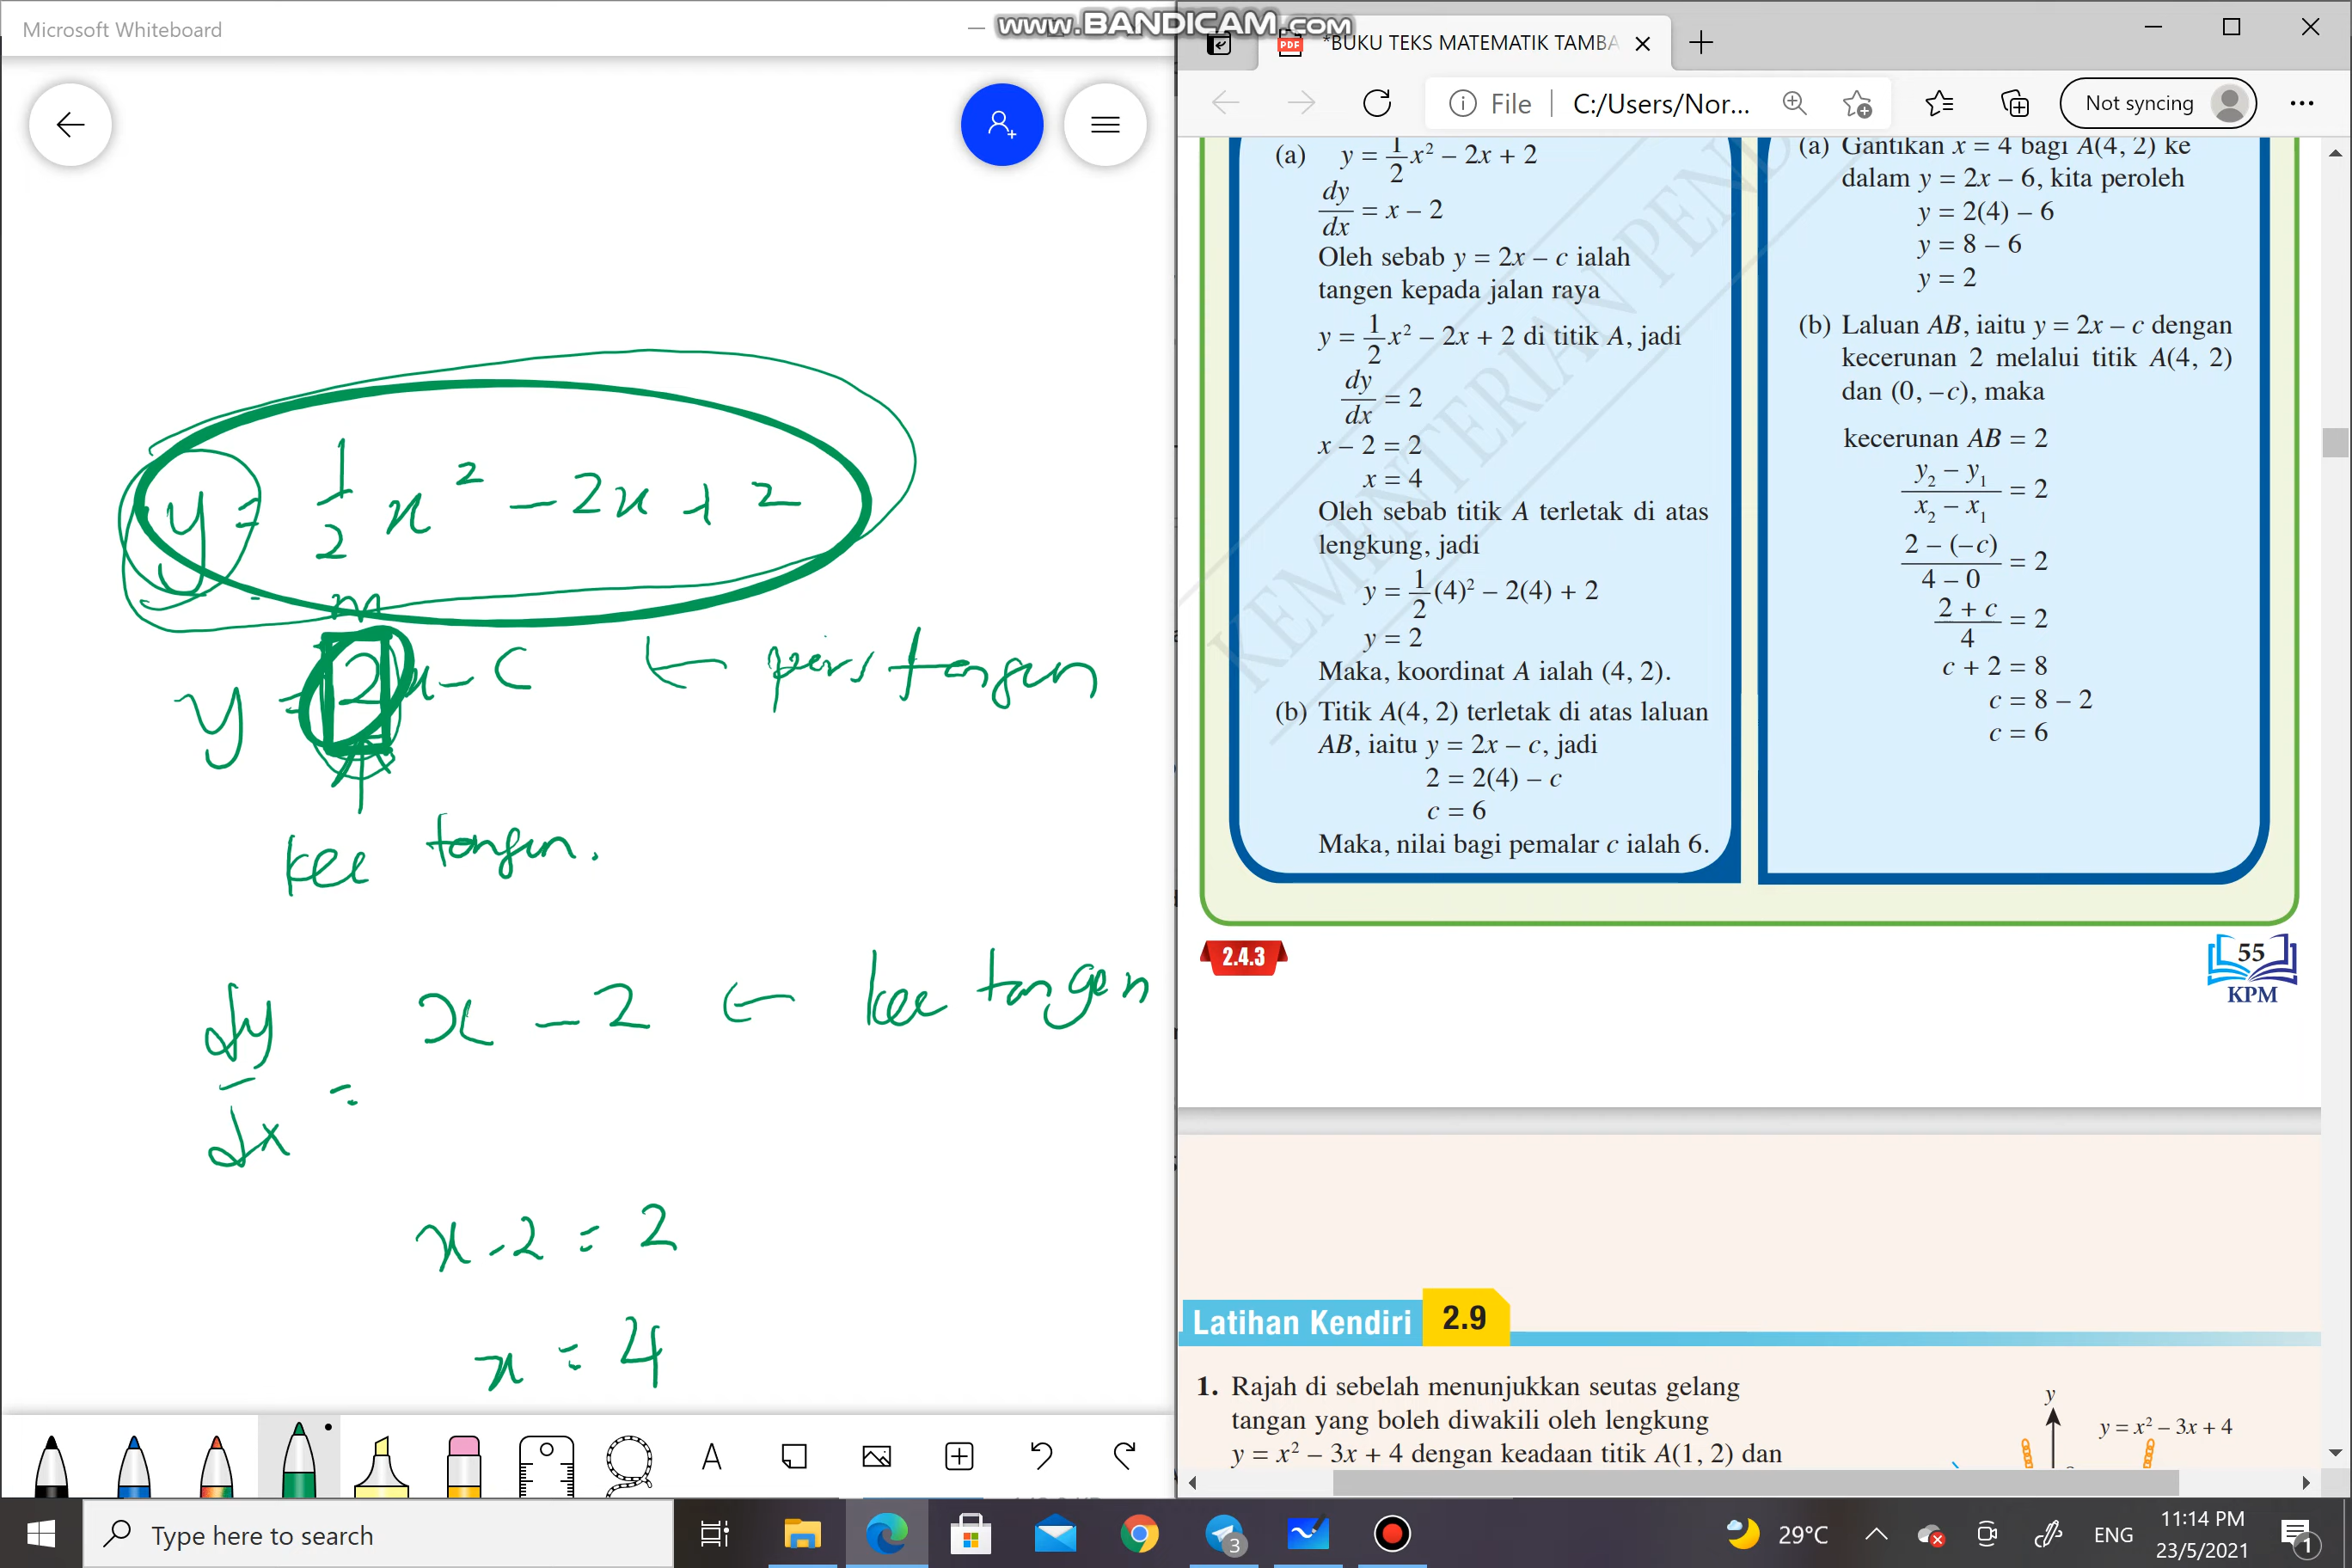 Microsoft Whiteboard
www.BANDICAM.com
*BUKU TEKS MATEMATIK TAMBA
File
C:/Users/Nor...
Not syncing
y = 1/2 x² − 2x + 2
m
y = 2x − c ← pers tangen
kec tangen.
dy/dx = x − 2 ← kec tangen
x - 2 = 2
x = 4
(a) y = 1/2 x² − 2x + 2
dy/dx = x − 2
Oleh sebab y = 2x − c ialah
tangen kepada jalan raya
y = 1/2 x² − 2x + 2 di titik A, jadi
dy/dx = 2
x − 2 = 2
x = 4
Oleh sebab titik A terletak di atas
lengkung, jadi
y = 1/2 (4)² − 2(4) + 2
y = 2
Maka, koordinat A ialah (4, 2).
(b) Titik A(4, 2) terletak di atas laluan
AB, iaitu y = 2x − c, jadi
2 = 2(4) − c
c = 6
Maka, nilai bagi pemalar c ialah 6.
(a) Gantikan x = 4 bagi A(4, 2) ke
dalam y = 2x − 6, kita peroleh
y = 2(4) − 6
y = 8 − 6
y = 2
(b) Laluan AB, iaitu y = 2x − c dengan
kecerunan 2 melalui titik A(4, 2)
dan (0, −c), maka
kecerunan AB = 2
(y₂ − y₁)/(x₂ − x₁) = 2
(2 − (−c))/(4 − 0) = 2
(2 + c)/4 = 2
c + 2 = 8
c = 8 − 2
c = 6
KEMENTERIAN PEND
2.4.3
55
KPM
Latihan Kendiri 2.9
1. Rajah di sebelah menunjukkan seutas gelang
tangan yang boleh diwakili oleh lengkung
y = x² − 3x + 4 dengan keadaan titik A(1, 2) dan
y
y = x² − 3x + 4
Type here to search
3
29°C
ENG
11:14 PM
23/5/2021
1